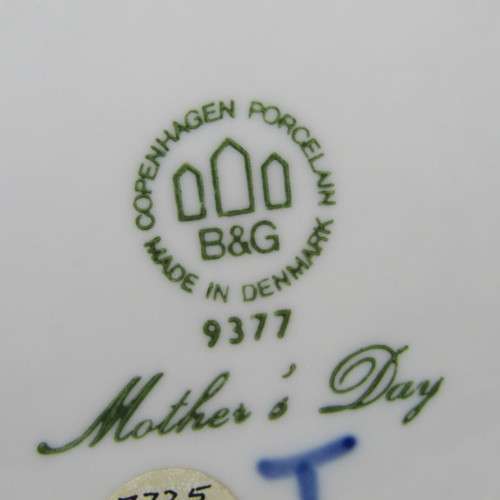 COPENHAGEN PORCELAIN
B&G
MADE IN DENMARK
9377
Mother's Day